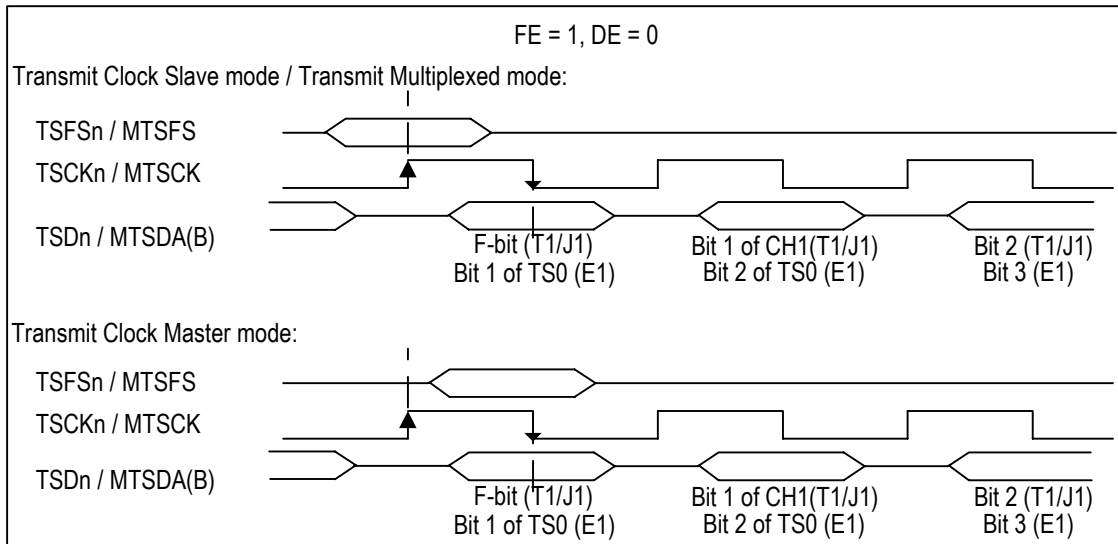 FE = 1, DE = 0
Transmit Clock Slave mode / Transmit Multiplexed mode:
TSFSn / MTSFS
TSCKn / MTSCK
TSDn / MTSDA(B)
F-bit (T1/J1)
Bit 1 of TS0 (E1)
Bit 1 of CH1(T1/J1)
Bit 2 of TS0 (E1)
Bit 2 (T1/J1)
Bit 3 (E1)
Transmit Clock Master mode:
TSFSn / MTSFS
TSCKn / MTSCK
TSDn / MTSDA(B)
F-bit (T1/J1)
Bit 1 of TS0 (E1)
Bit 1 of CH1(T1/J1)
Bit 2 of TS0 (E1)
Bit 2 (T1/J1)
Bit 3 (E1)